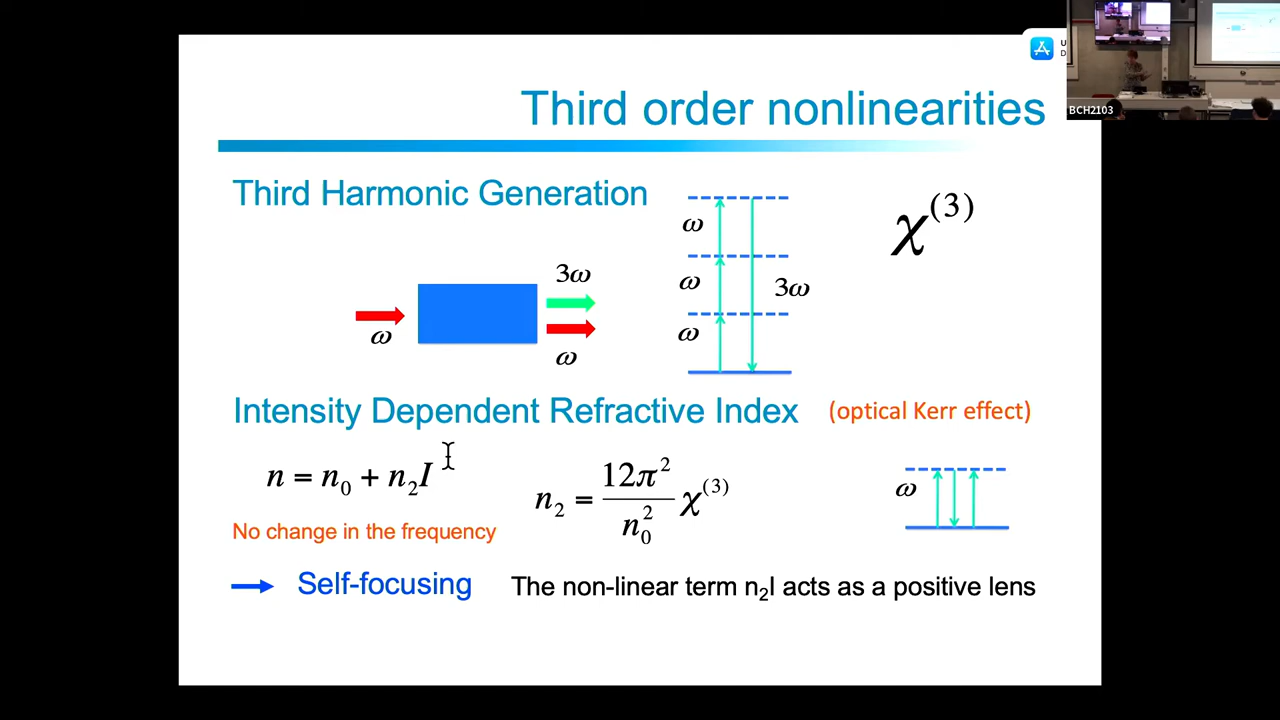 Third order nonlinearities
Third Harmonic Generation
χ(3)
ω
ω
ω
3ω
3ω
ω
ω
Intensity Dependent Refractive Index (optical Kerr effect)
n = n₀ + n₂I
n₂ = 12π² / n₀² χ(3)
ω
No change in the frequency
Self-focusing The non-linear term n₂I acts as a positive lens
BCH2103